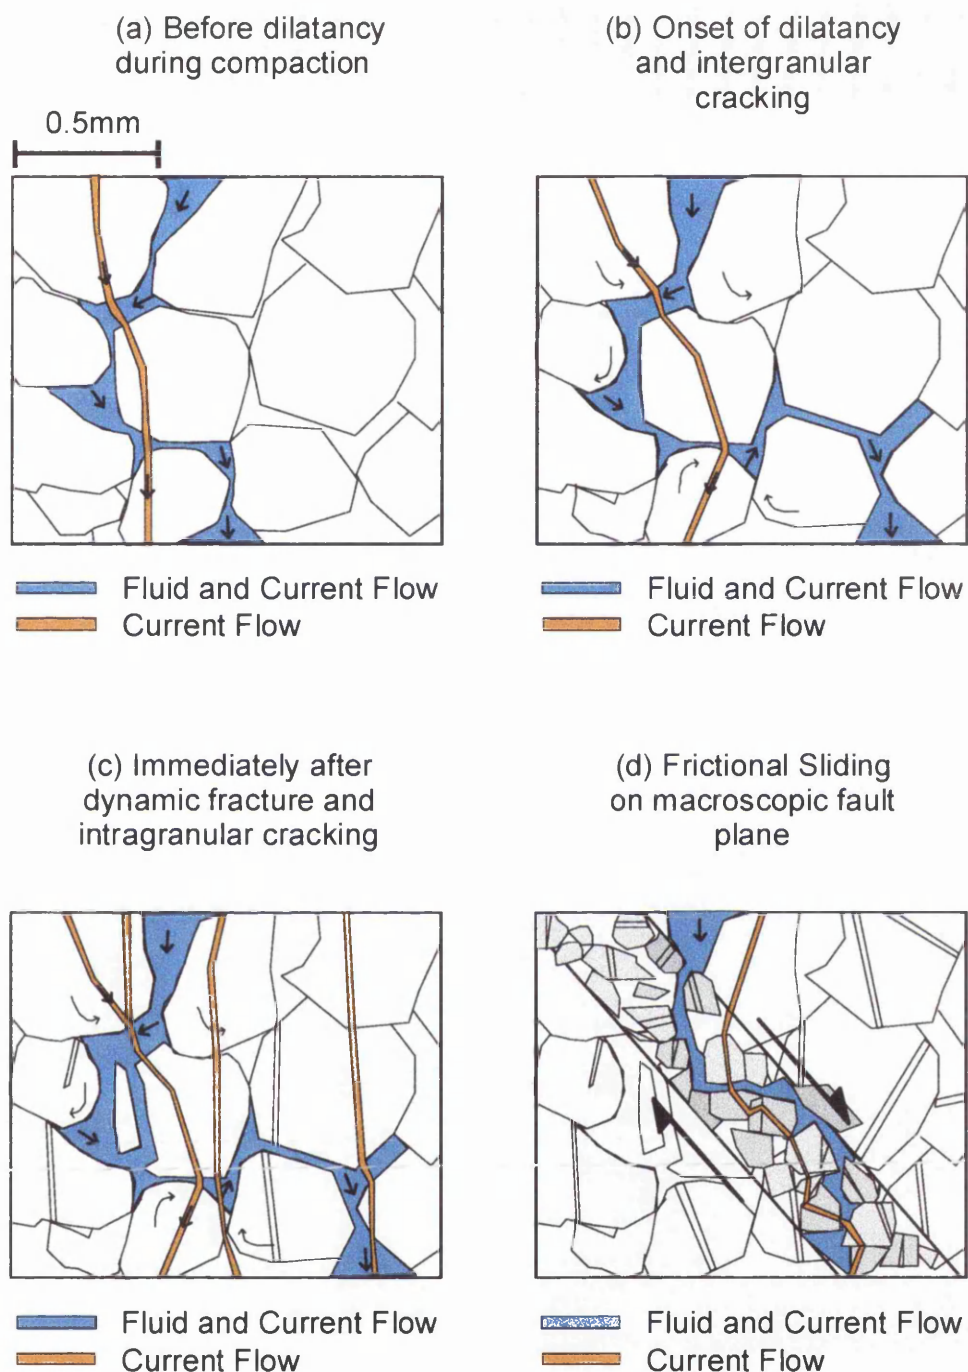 (a) Before dilatancy
during compaction
0.5mm
(b) Onset of dilatancy
and intergranular
cracking
Fluid and Current Flow
Current Flow
Fluid and Current Flow
Current Flow
(c) Immediately after
dynamic fracture and
intragranular cracking
(d) Frictional Sliding
on macroscopic fault
plane
Fluid and Current Flow
Current Flow
Fluid and Current Flow
Current Flow